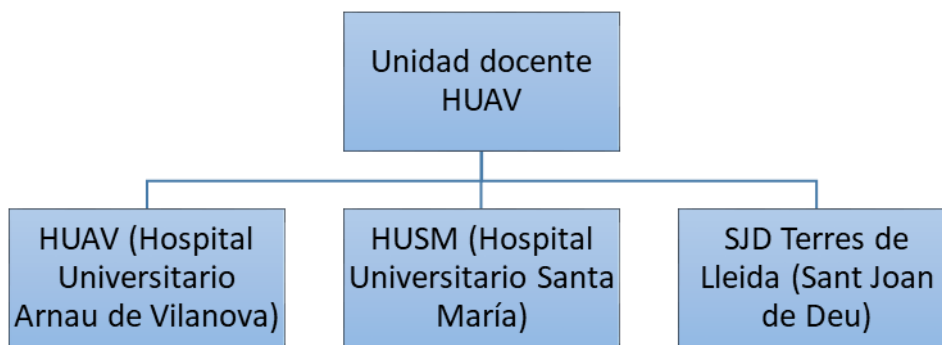 Unidad docente
HUAV
HUAV (Hospital
Universitario
Arnau de Vilanova)
HUSM (Hospital
Universitario Santa
María)
SJD Terres de
Lleida (Sant Joan
de Deu)